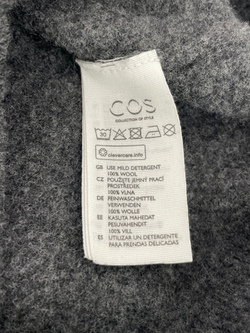 COS
COLLECTION OF STYLE
30
clevercare.info
GB USE MILD DETERGENT
100% WOOL
CZ POUŽIJTE JEMNÝ PRACÍ
PROSTŘEDEK
100% VLNA
DE FEINWASCHMITTEL
VERWENDEN
100% WOLLE
EE KASUTA MAHEDAT
PESUVAHENDIT
100% VILL
ES UTILIZAR UN DETERGENTE
PARA PRENDAS DELICADAS